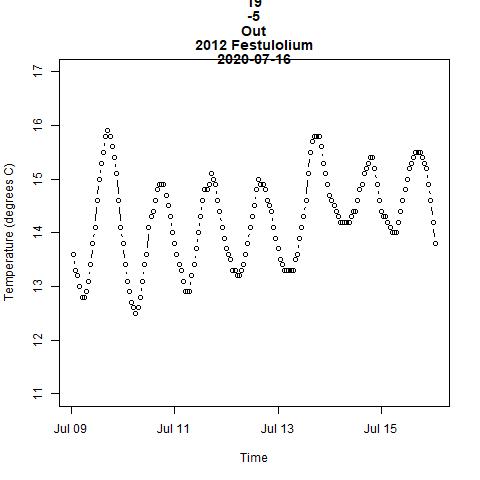 19
-5
Out
2012 Festulolium
2020-07-16
Temperature (degrees C)
17
16
15
14
13
12
11
Jul 09
Jul 11
Jul 13
Jul 15
Time